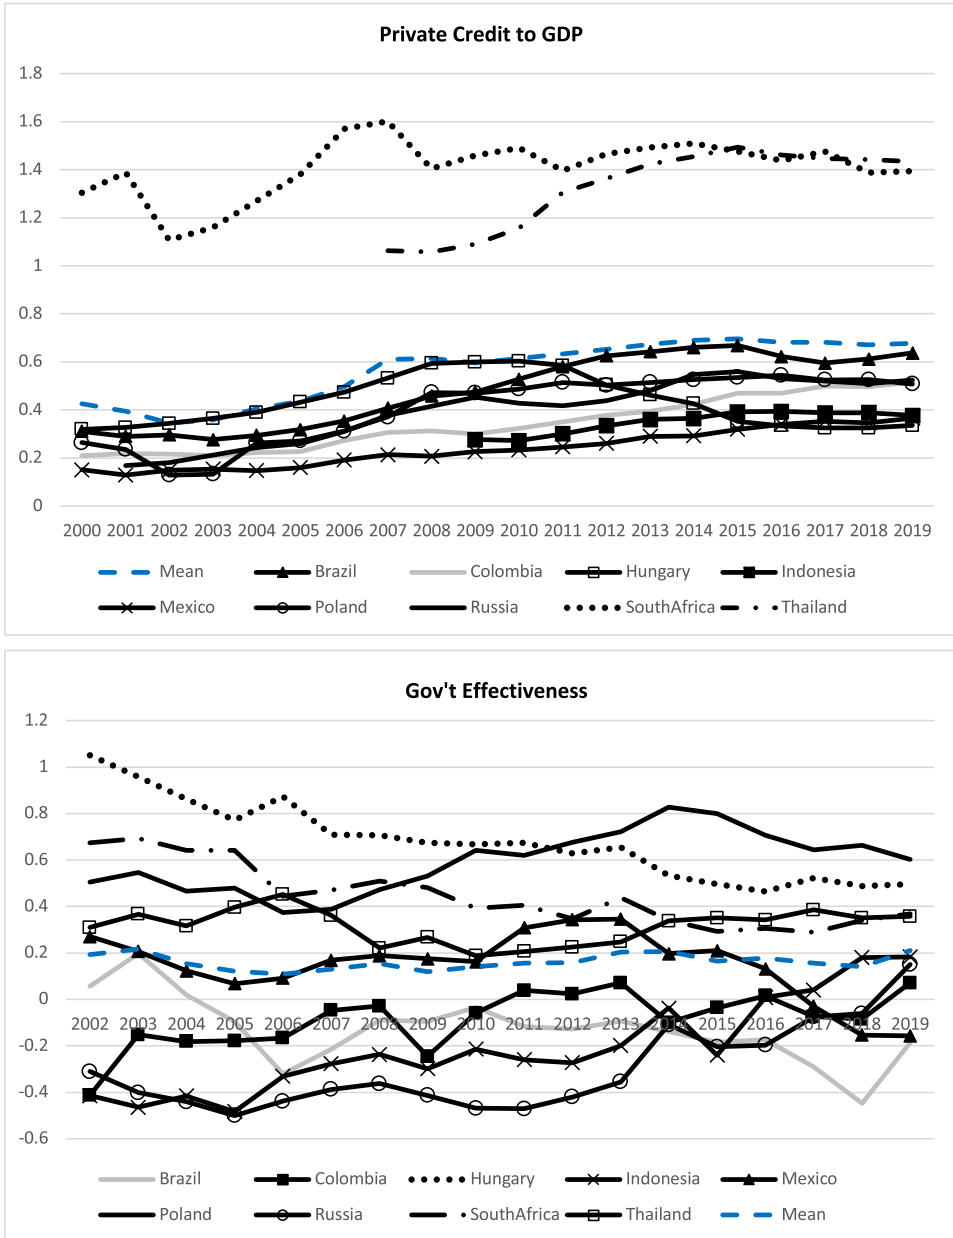 Private Credit to GDP
1.8
1.6
1.4
1.2
1
0.8
0.6
0.4
0.2
0
2000 2001 2002 2003 2004 2005 2006 2007 2008 2009 2010 2011 2012 2013 2014 2015 2016 2017 2018 2019
Mean Brazil Colombia Hungary Indonesia
Mexico Poland Russia SouthAfrica Thailand
Gov't Effectiveness
1.2
1
0.8
0.6
0.4
0.2
0
2002 2003 2004 2005 2006 2007 2008 2009 2010 2011 2012 2013 2014 2015 2016 2017 2018 2019
-0.2
-0.4
-0.6
Brazil Colombia Hungary Indonesia Mexico
Poland Russia SouthAfrica Thailand Mean